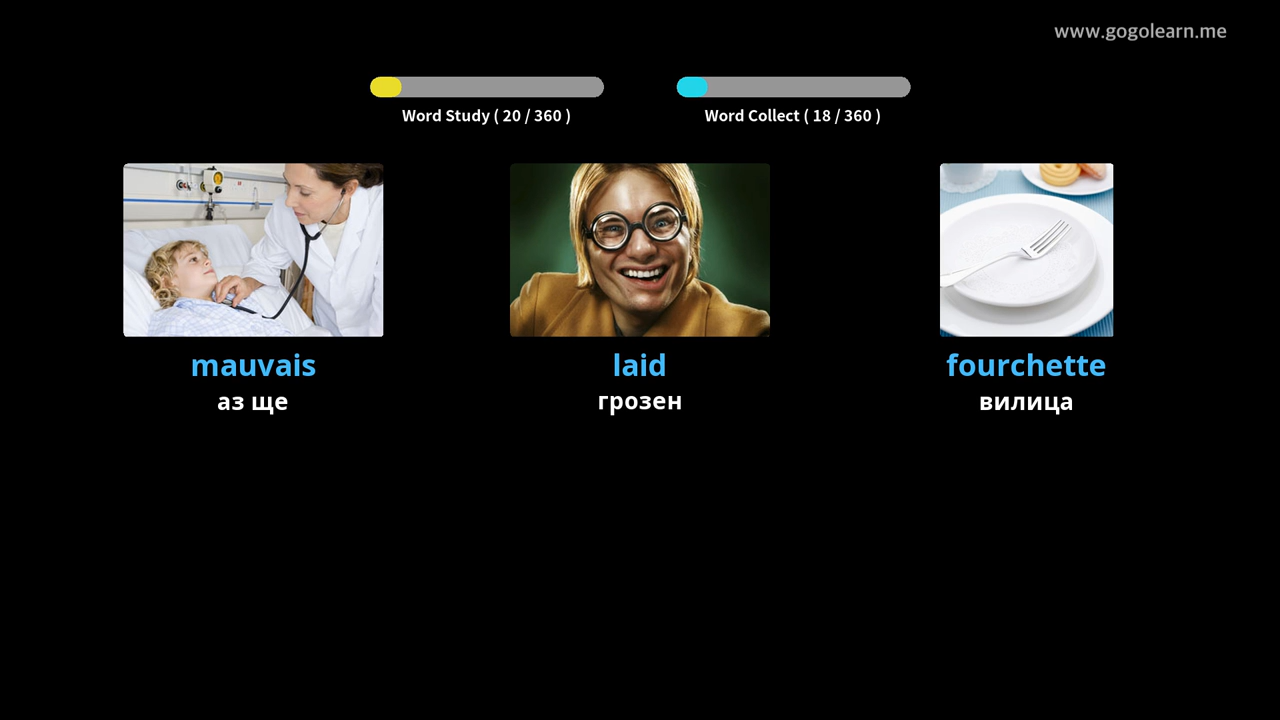 www.gogolearn.me
Word Study ( 20 / 360 )
Word Collect ( 18 / 360 )
mauvais
laid
fourchette
аз ще
грозен
вилица